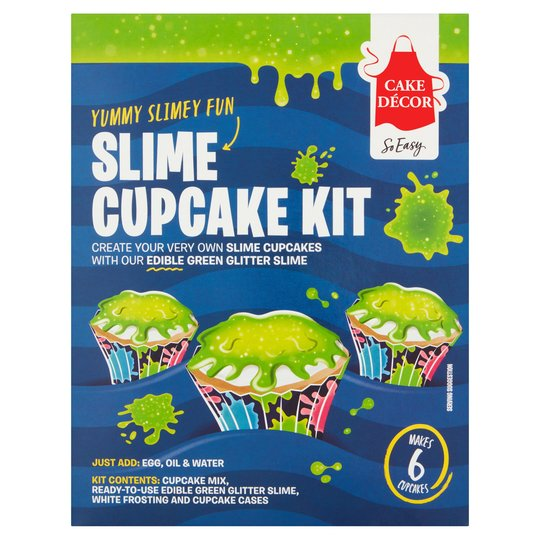 CAKE
DÉCOR
So Easy
YUMMY SLIMEY FUN
SLIME
CUPCAKE KIT
CREATE YOUR VERY OWN SLIME CUPCAKES
WITH OUR EDIBLE GREEN GLITTER SLIME
SERVING SUGGESTION
MAKES
6
CUPCAKES
JUST ADD: EGG, OIL & WATER
KIT CONTENTS: CUPCAKE MIX,
READY-TO-USE EDIBLE GREEN GLITTER SLIME,
WHITE FROSTING AND CUPCAKE CASES